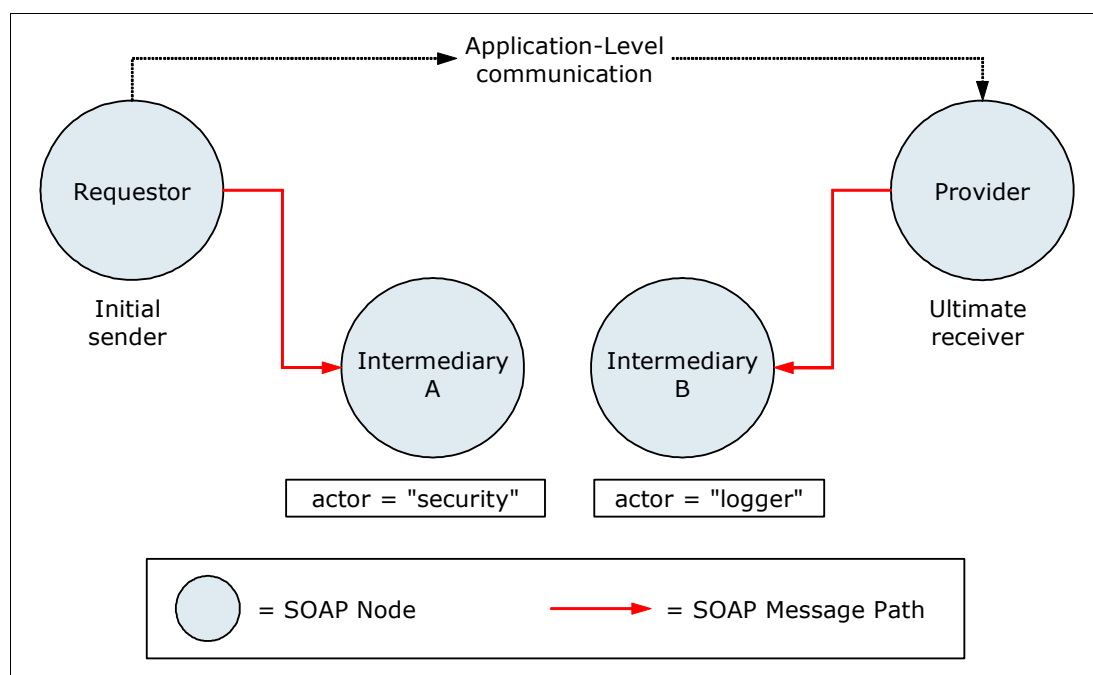 Application-Level
communication
Requestor
Provider
Initial
sender
Ultimate
receiver
Intermediary
A
Intermediary
B
actor = "security"
actor = "logger"
= SOAP Node
= SOAP Message Path